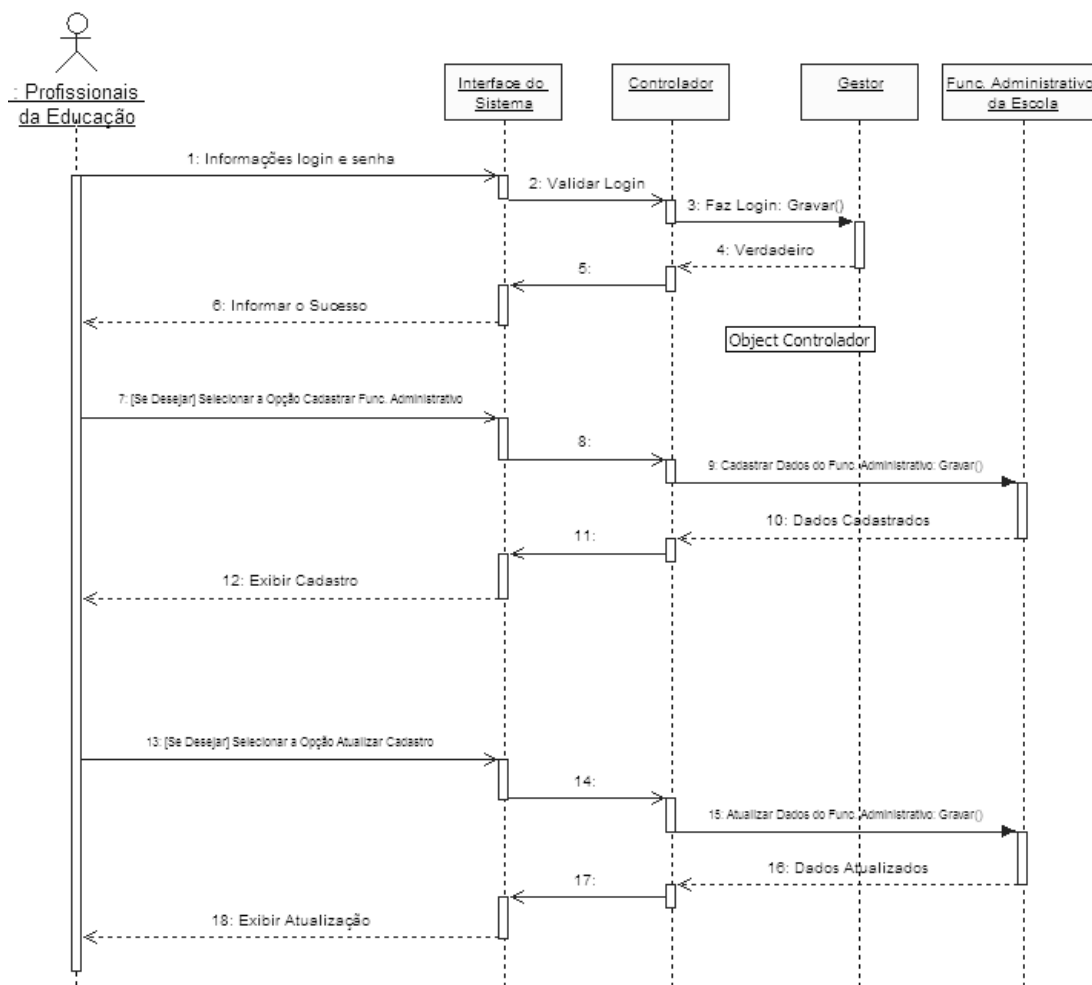 : Profissionais
da Educação
Interface do
Sistema
Controlador
Gestor
Func. Administrativo
da Escola
1: Informações login e senha
2: Validar Login
3: Faz Login: Gravar()
4: Verdadeiro
5:
6: Informar o Sucesso
Object Controlador
7: [Se Desejar] Selecionar a Opção Cadastrar Func. Administrativo
8:
9: Cadastrar Dados do Func. Administrativo: Gravar()
10: Dados Cadastrados
11:
12: Exibir Cadastro
13: [Se Desejar] Selecionar a Opção Atualizar Cadastro
14:
15: Atualizar Dados do Func. Administrativo: Gravar()
16: Dados Atualizados
17:
18: Exibir Atualização